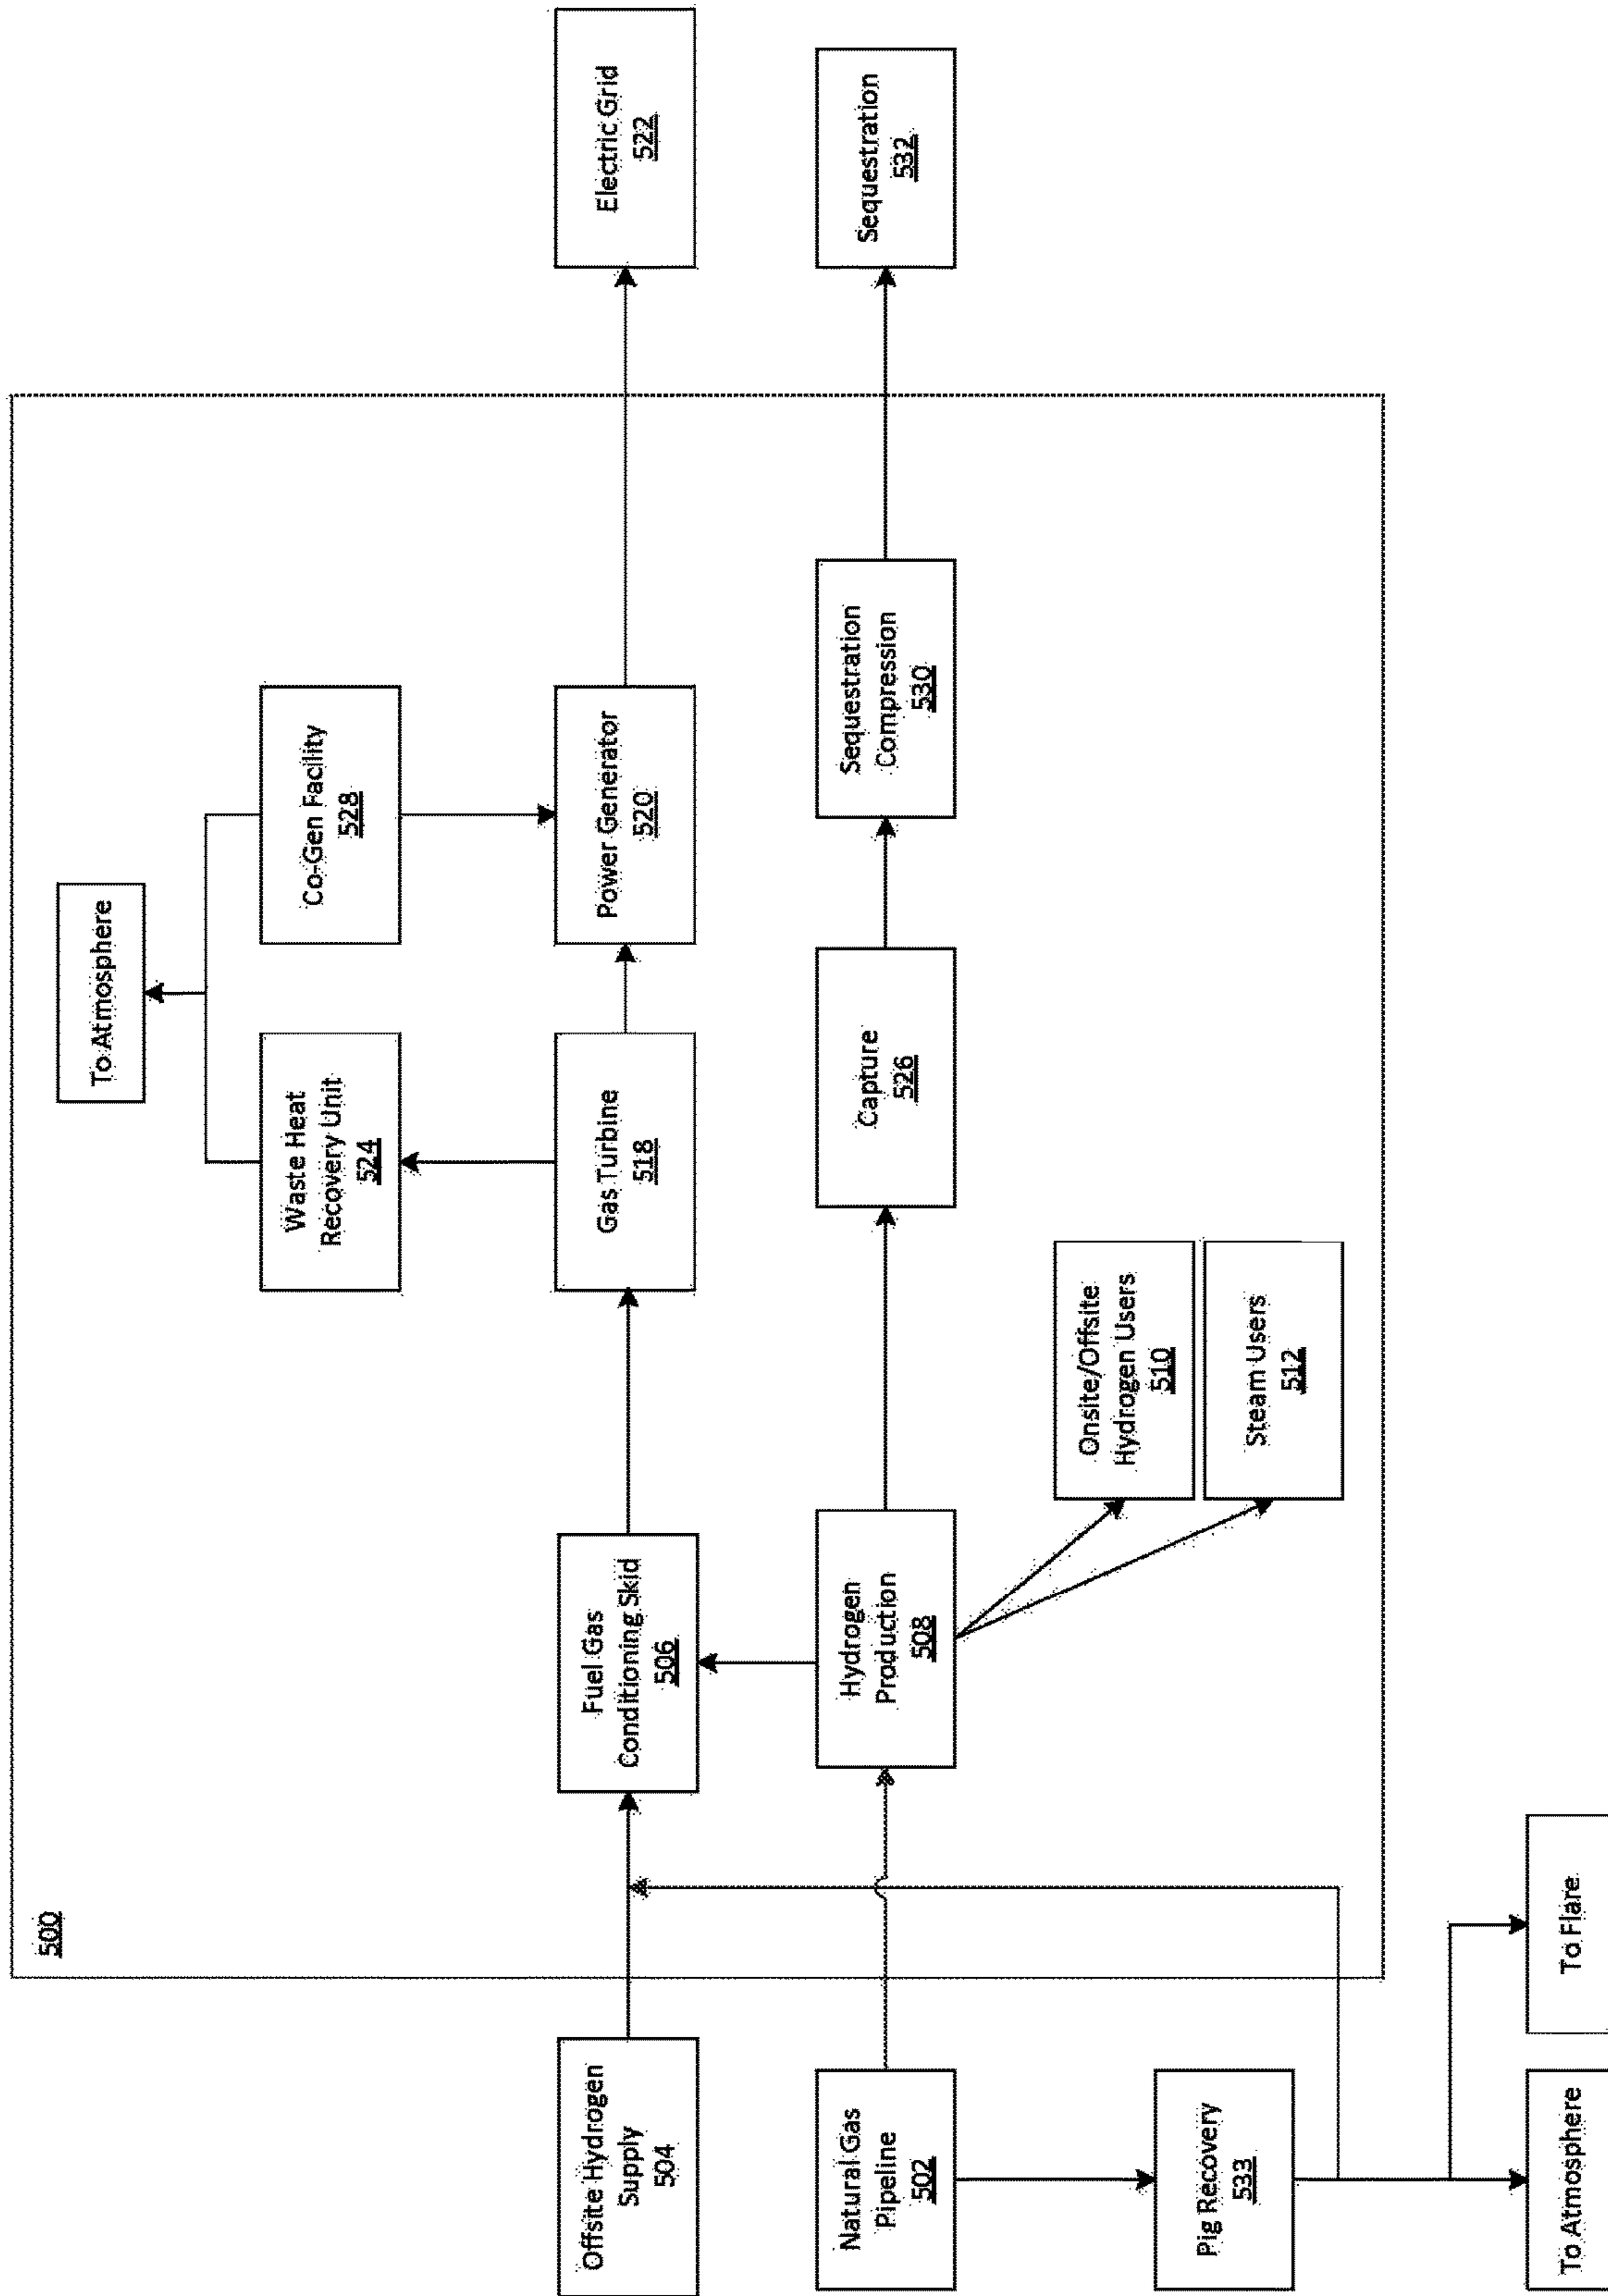 500
To Atmosphere
Waste Heat
Recovery Unit
524
Co-Gen Facility
528
Offsite Hydrogen
Supply
504
Fuel Gas
Conditioning Skid
506
Gas Turbine
518
Power Generator
520
Electric Grid
522
Natural Gas
Pipeline
502
Hydrogen
Production
508
Capture
526
Sequestration
Compression
530
Sequestration
532
Onsite/Offsite
Hydrogen Users
510
Steam Users
512
Pig Recovery
533
To Atmosphere
To Flare